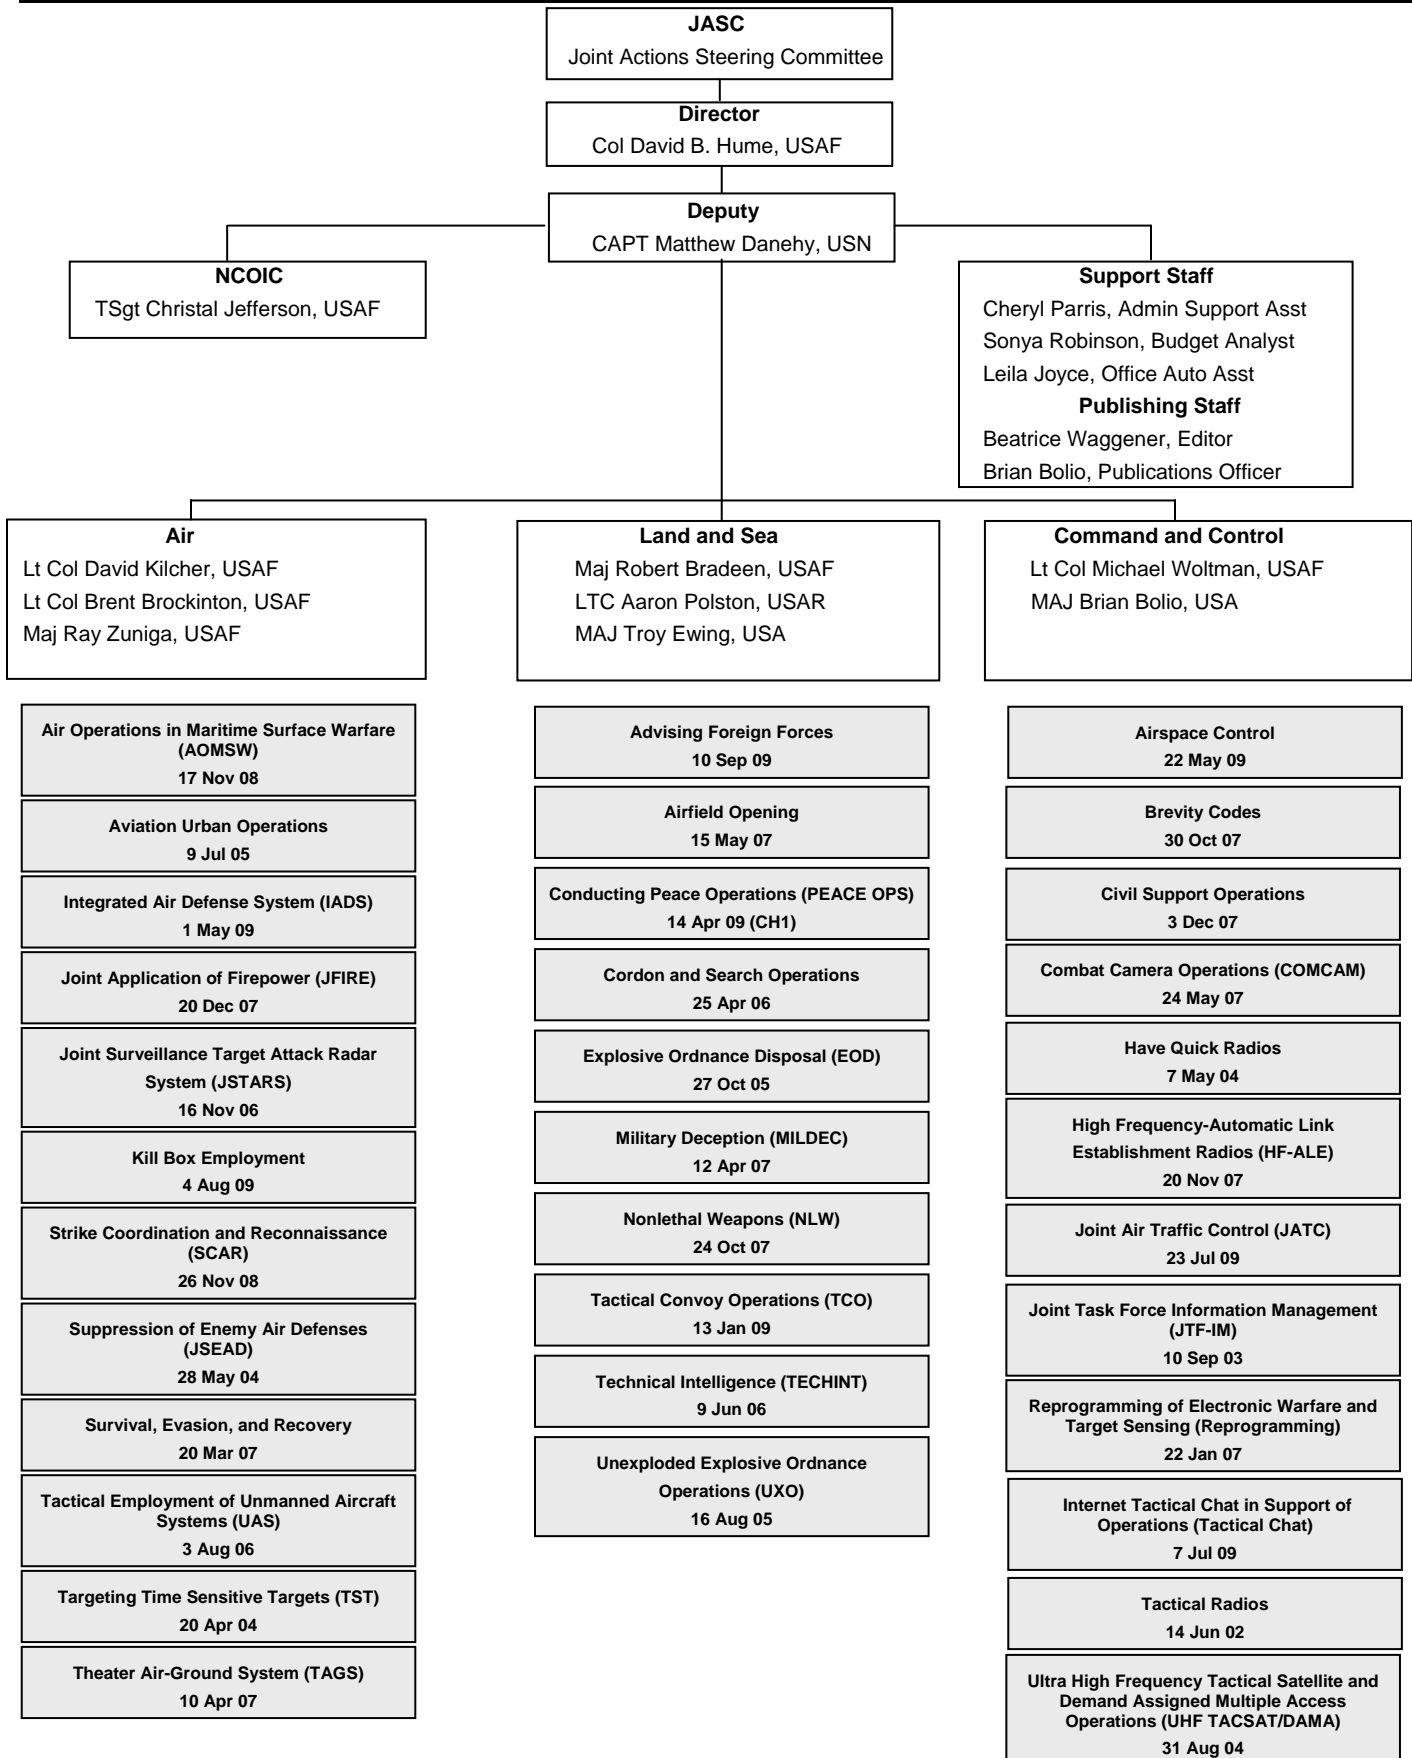 JASC
Joint Actions Steering Committee
Director
Col David B. Hume, USAF
Deputy
CAPT Matthew Danehy, USN
NCOIC
TSgt Christal Jefferson, USAF
Support Staff
Cheryl Parris, Admin Support Asst
Sonya Robinson, Budget Analyst
Leila Joyce, Office Auto Asst
Publishing Staff
Beatrice Waggener, Editor
Brian Bolio, Publications Officer
Air
Lt Col David Kilcher, USAF
Lt Col Brent Brockinton, USAF
Maj Ray Zuniga, USAF
Land and Sea
Maj Robert Bradeen, USAF
LTC Aaron Polston, USAR
MAJ Troy Ewing, USA
Command and Control
Lt Col Michael Woltman, USAF
MAJ Brian Bolio, USA
Air Operations in Maritime Surface Warfare
(AOMSW)
17 Nov 08
Aviation Urban Operations
9 Jul 05
Integrated Air Defense System (IADS)
1 May 09
Joint Application of Firepower (JFIRE)
20 Dec 07
Joint Surveillance Target Attack Radar
System (JSTARS)
16 Nov 06
Kill Box Employment
4 Aug 09
Strike Coordination and Reconnaissance
(SCAR)
26 Nov 08
Suppression of Enemy Air Defenses
(JSEAD)
28 May 04
Survival, Evasion, and Recovery
20 Mar 07
Tactical Employment of Unmanned Aircraft
Systems (UAS)
3 Aug 06
Targeting Time Sensitive Targets (TST)
20 Apr 04
Theater Air-Ground System (TAGS)
10 Apr 07
Advising Foreign Forces
10 Sep 09
Airfield Opening
15 May 07
Conducting Peace Operations (PEACE OPS)
14 Apr 09 (CH1)
Cordon and Search Operations
25 Apr 06
Explosive Ordnance Disposal (EOD)
27 Oct 05
Military Deception (MILDEC)
12 Apr 07
Nonlethal Weapons (NLW)
24 Oct 07
Tactical Convoy Operations (TCO)
13 Jan 09
Technical Intelligence (TECHINT)
9 Jun 06
Unexploded Explosive Ordnance
Operations (UXO)
16 Aug 05
Airspace Control
22 May 09
Brevity Codes
30 Oct 07
Civil Support Operations
3 Dec 07
Combat Camera Operations (COMCAM)
24 May 07
Have Quick Radios
7 May 04
High Frequency-Automatic Link
Establishment Radios (HF-ALE)
20 Nov 07
Joint Air Traffic Control (JATC)
23 Jul 09
Joint Task Force Information Management
(JTF-IM)
10 Sep 03
Reprogramming of Electronic Warfare and
Target Sensing (Reprogramming)
22 Jan 07
Internet Tactical Chat in Support of
Operations (Tactical Chat)
7 Jul 09
Tactical Radios
14 Jun 02
Ultra High Frequency Tactical Satellite and
Demand Assigned Multiple Access
Operations (UHF TACSAT/DAMA)
31 Aug 04